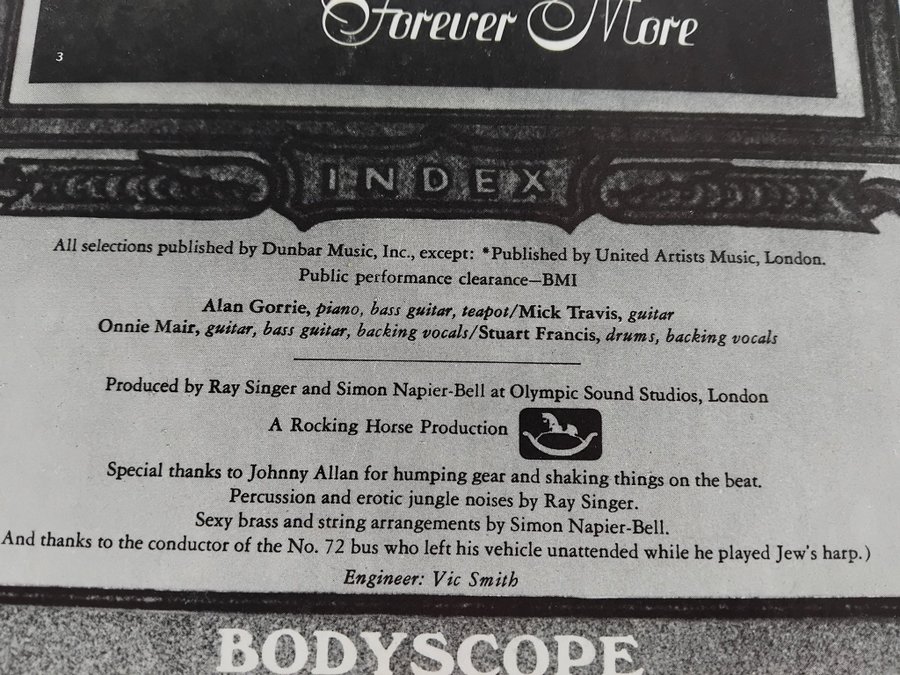 Forever More
3
INDEX
All selections published by Dunbar Music, Inc., except: *Published by United Artists Music, London.
Public performance clearance—BMI
Alan Gorrie, piano, bass guitar, teapot/Mick Travis, guitar
Onnie Mair, guitar, bass guitar, backing vocals/Stuart Francis, drums, backing vocals
Produced by Ray Singer and Simon Napier-Bell at Olympic Sound Studios, London
A Rocking Horse Production
Special thanks to Johnny Allan for humping gear and shaking things on the beat.
Percussion and erotic jungle noises by Ray Singer.
Sexy brass and string arrangements by Simon Napier-Bell.
And thanks to the conductor of the No. 72 bus who left his vehicle unattended while he played Jew's harp.)
Engineer: Vic Smith
BODYSCOPE